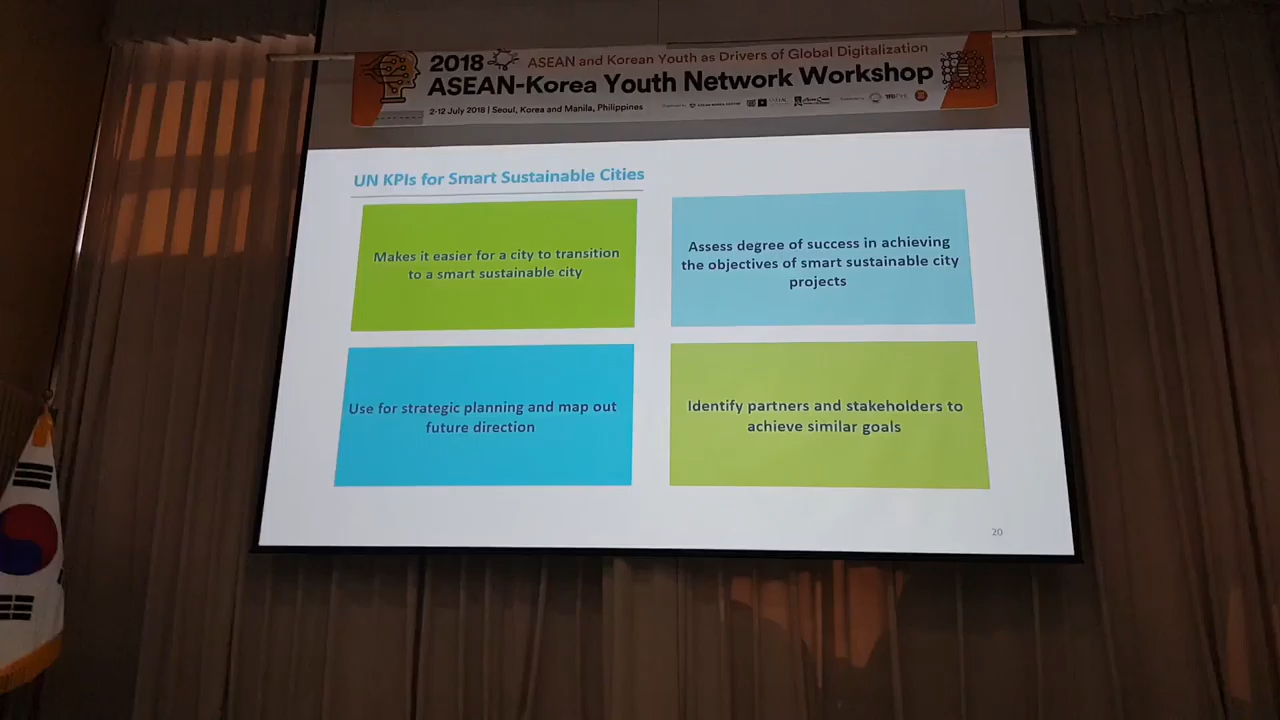 2018 ASEAN and Korean Youth as Drivers of Global Digitalization
ASEAN-Korea Youth Network Workshop
2-12 July 2018 | Seoul, Korea and Manila, Philippines
UN KPIs for Smart Sustainable Cities
Makes it easier for a city to transition
to a smart sustainable city
Assess degree of success in achieving
the objectives of smart sustainable city
projects
Use for strategic planning and map out
future direction
Identify partners and stakeholders to
achieve similar goals
20